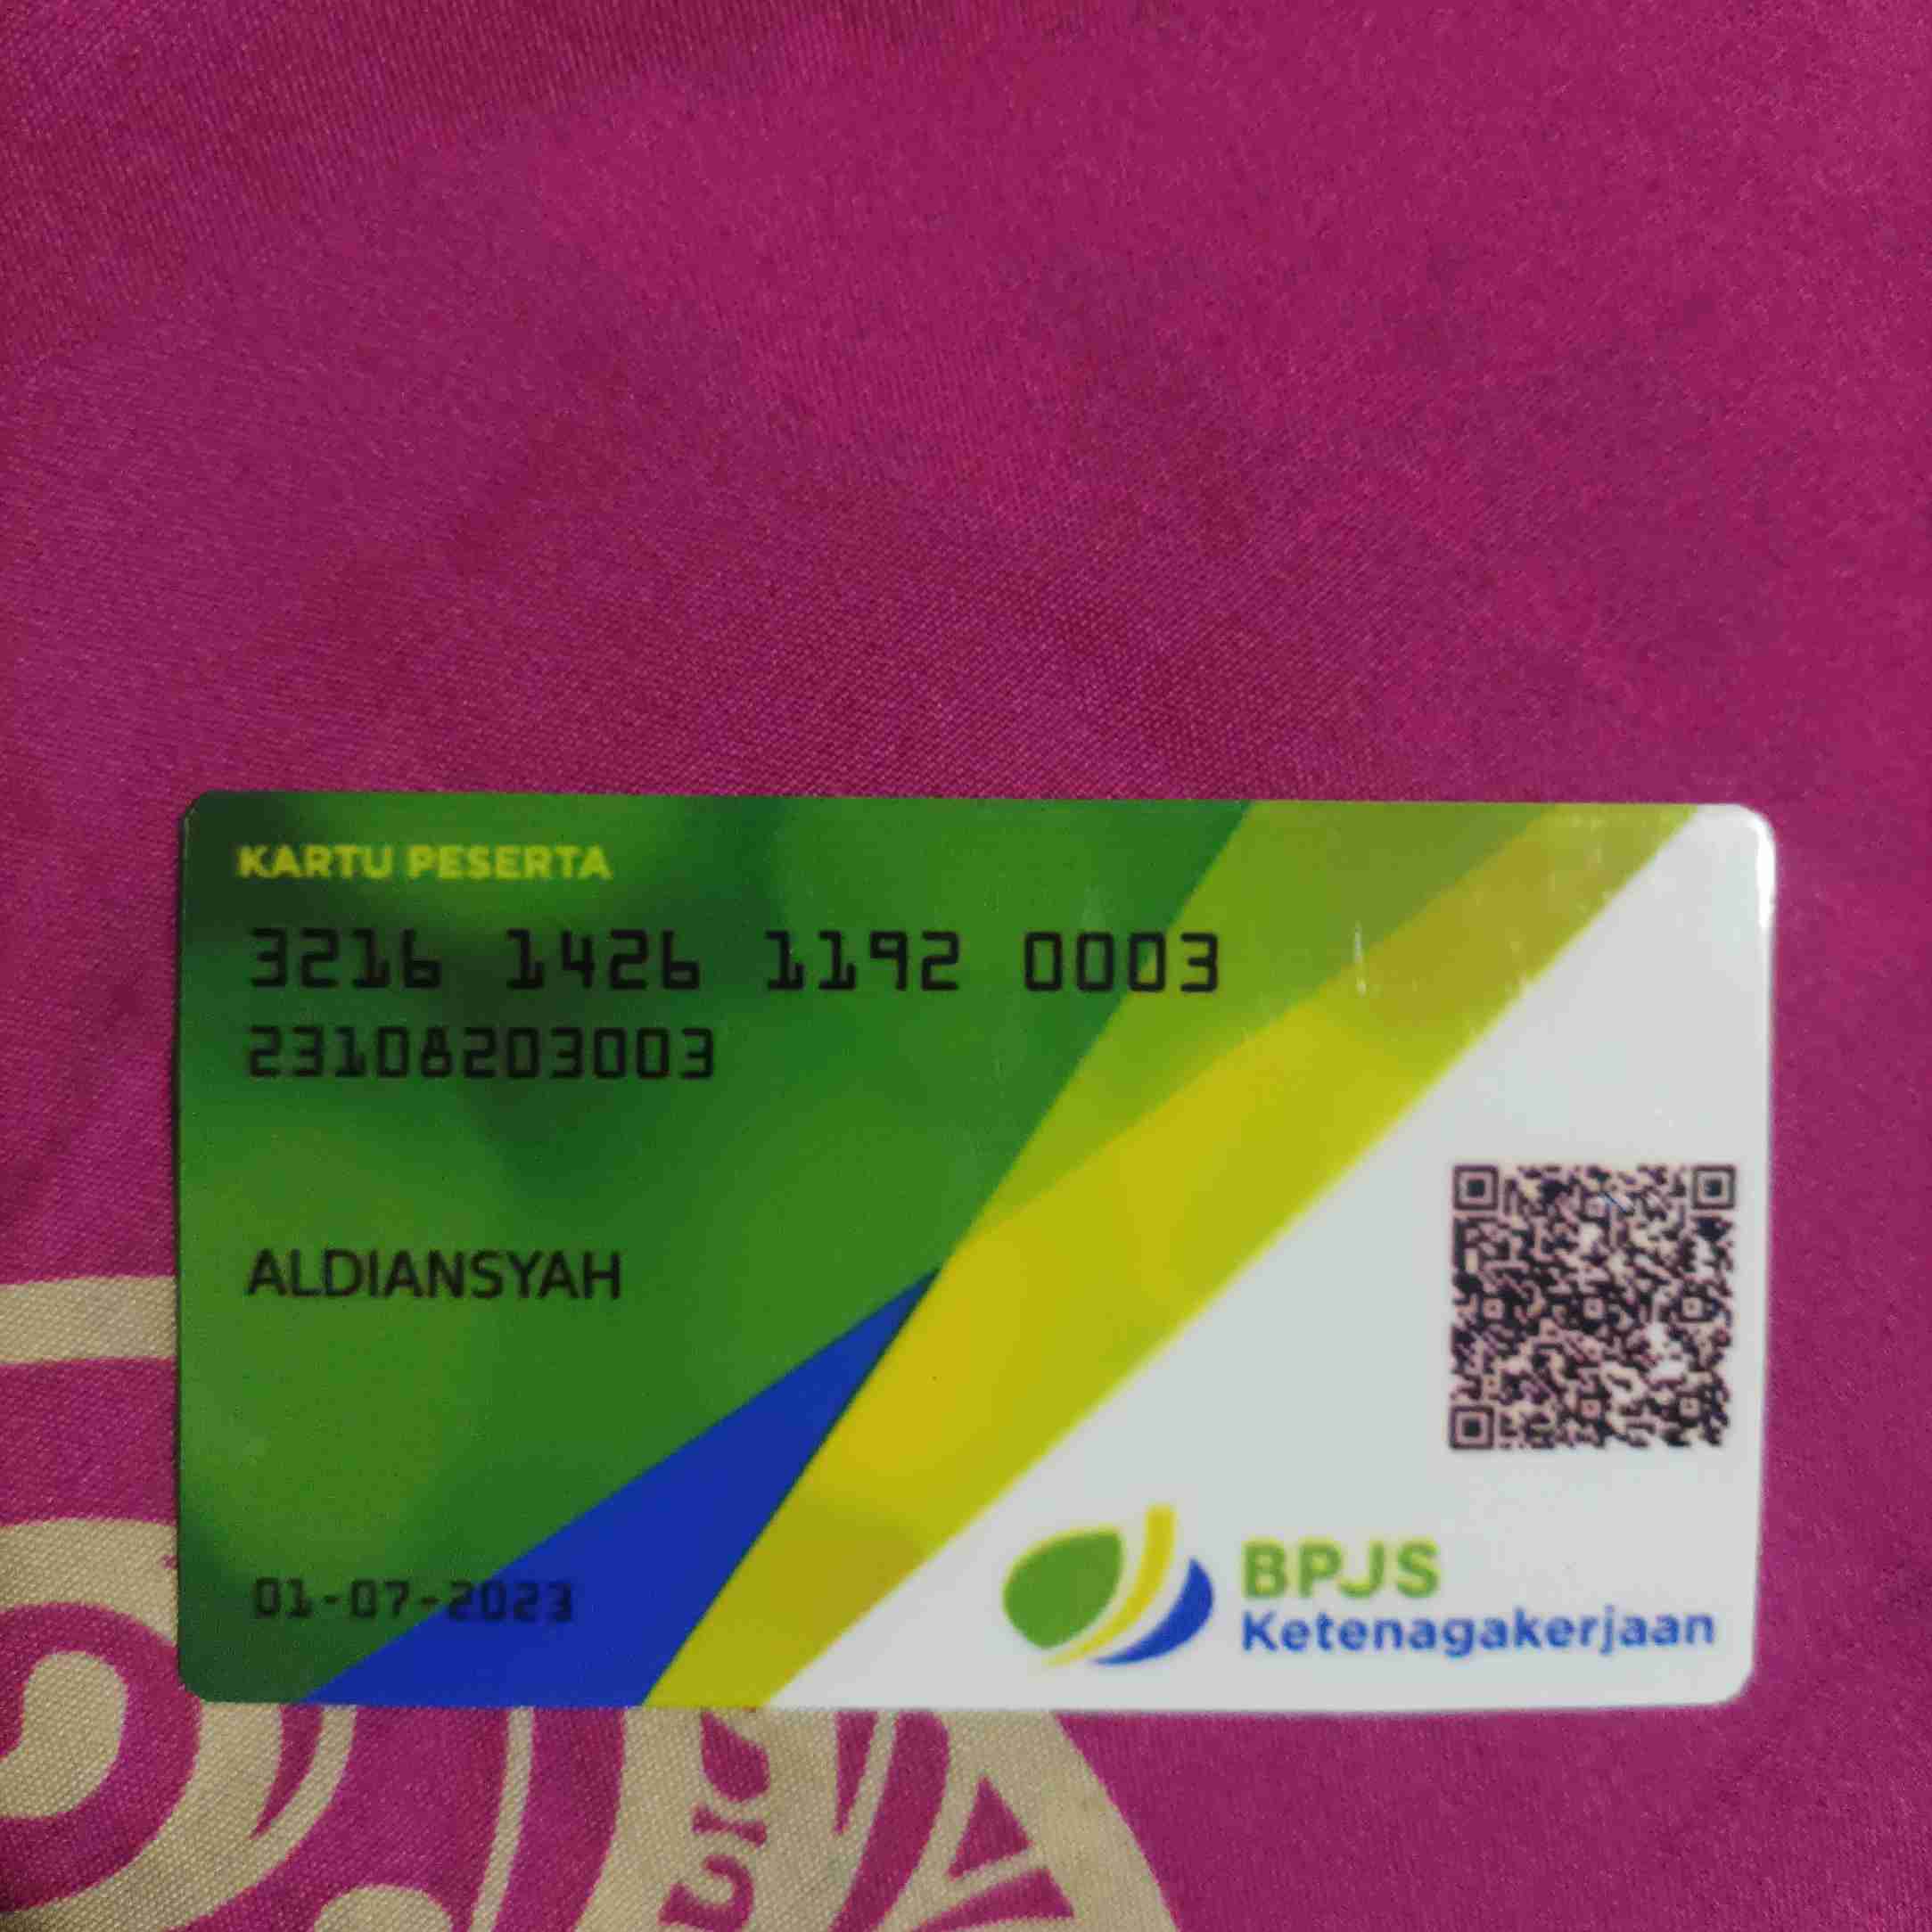 KARTU PESERTA
3216 1426 1192 0003
23108203003
ALDIANSYAH
01-07-2023
BPJS
Ketenagakerjaan